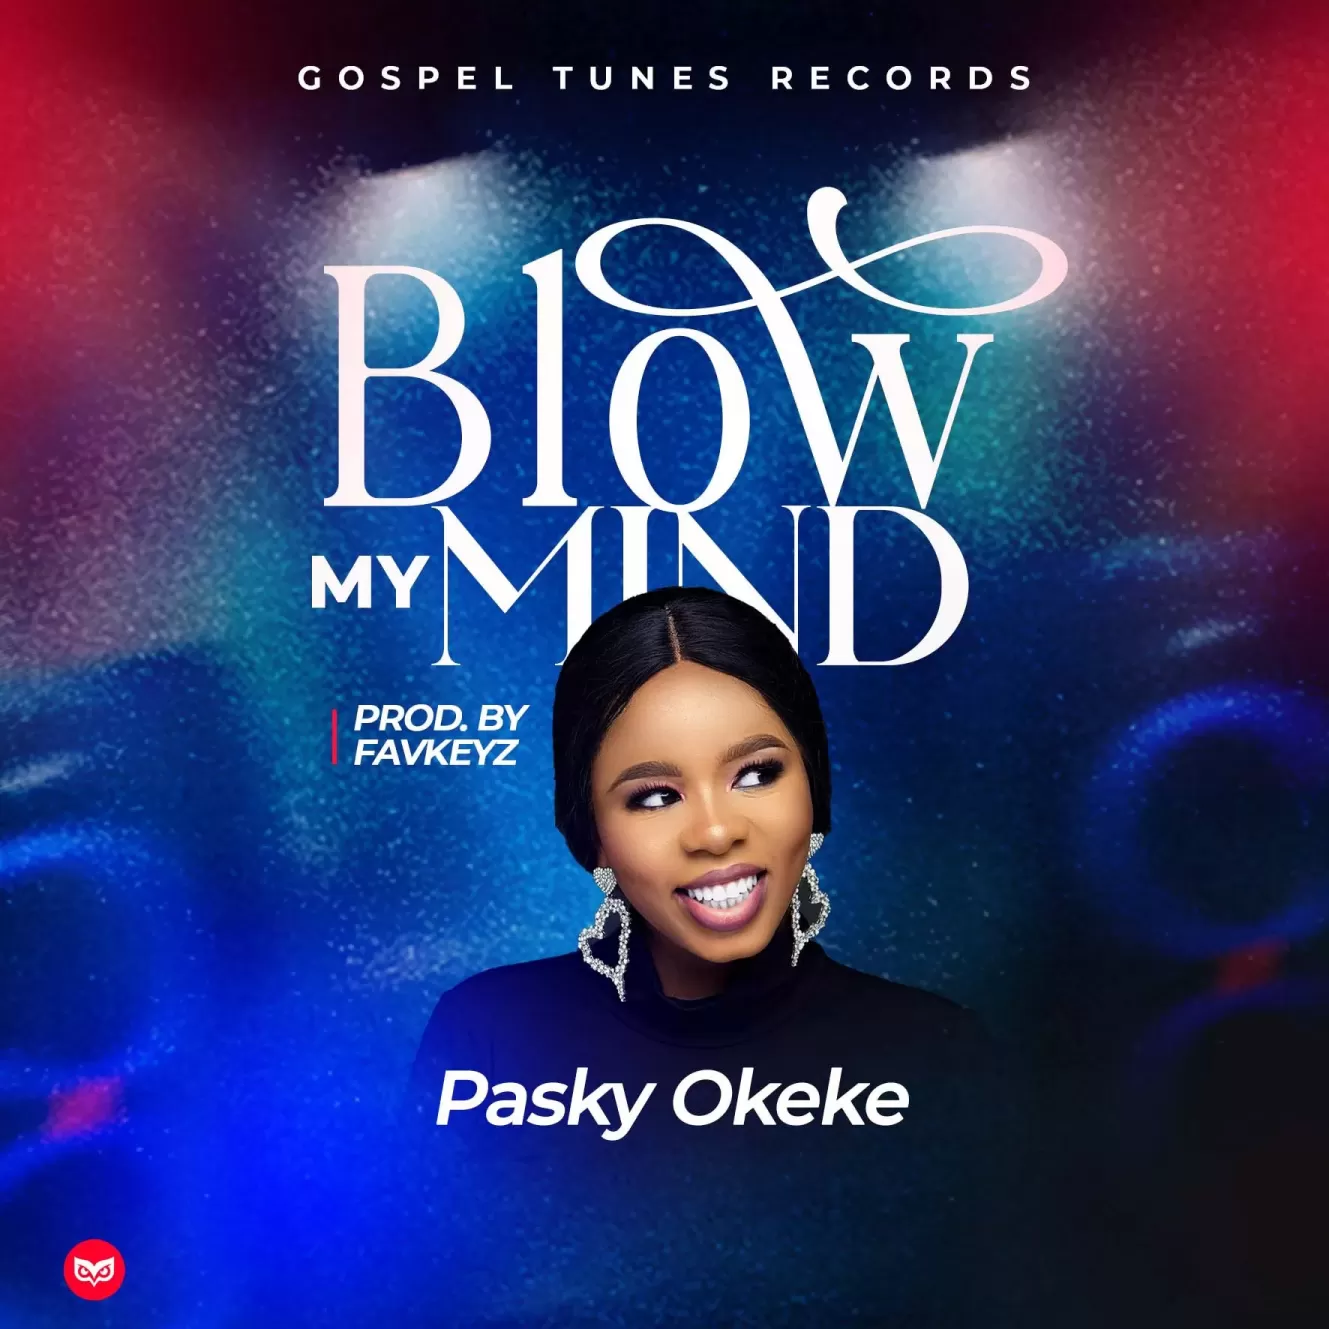 GOSPEL TUNES RECORDS
Blow
MY MIND
PROD. BY
FAVKEYZ
Pasky Okeke